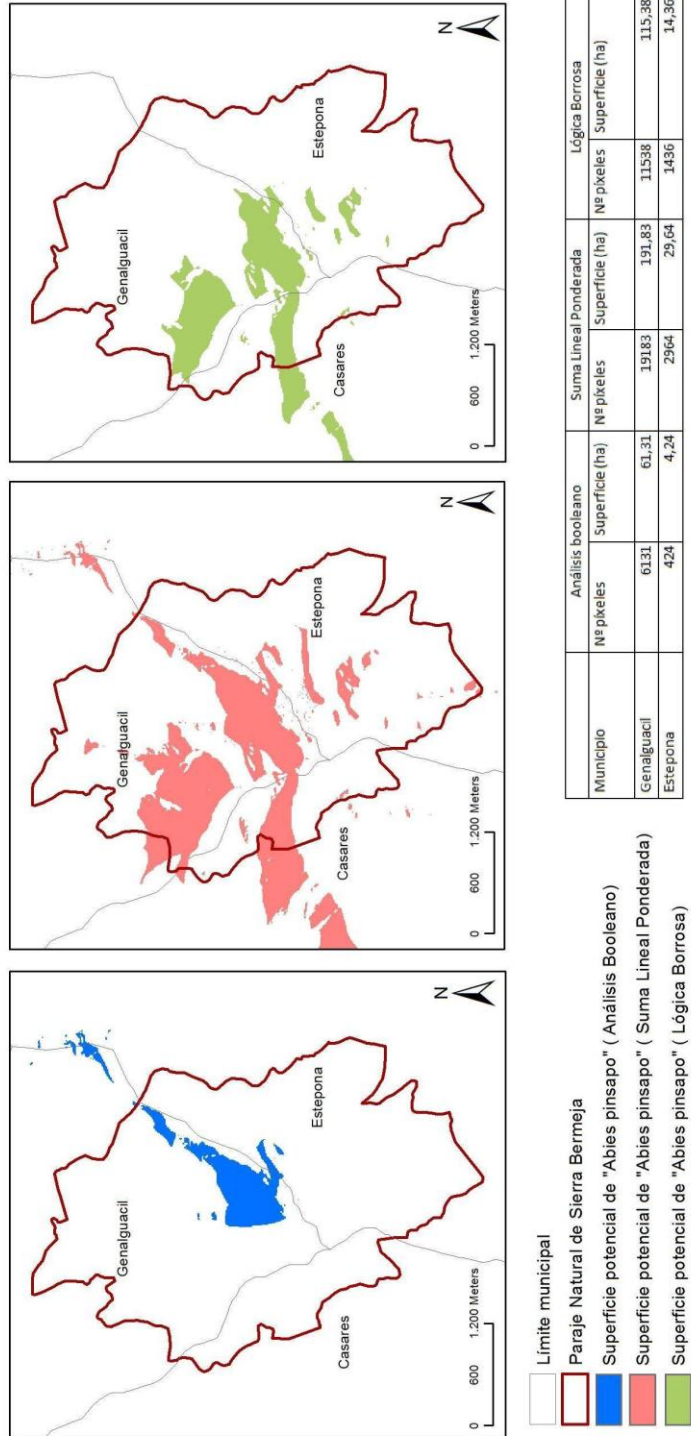 Genalguacil
Estepona
Casares
0 600 1.200 Meters
N
Genalguacil
Estepona
Casares
0 600 1.200 Meters
N
Genalguacil
Estepona
Casares
0 600 1.200 Meters
N
Límite municipal
Paraje Natural de Sierra Bermeja
Superficie potencial de "Abies pinsapo" ( Análisis Booleano)
Superficie potencial de "Abies pinsapo" ( Suma Lineal Ponderada)
Superficie potencial de "Abies pinsapo" ( Lógica Borrosa)
Análisis booleano Suma Lineal Ponderada Lógica Borrosa
Municipio Nº píxeles Superficie (ha) Nº píxeles Superficie (ha) Nº píxeles Superficie (ha)
Genalguacil 6131 61,31 19183 191,83 11538 115,38
Estepona 424 4,24 2964 29,64 1436 14,36